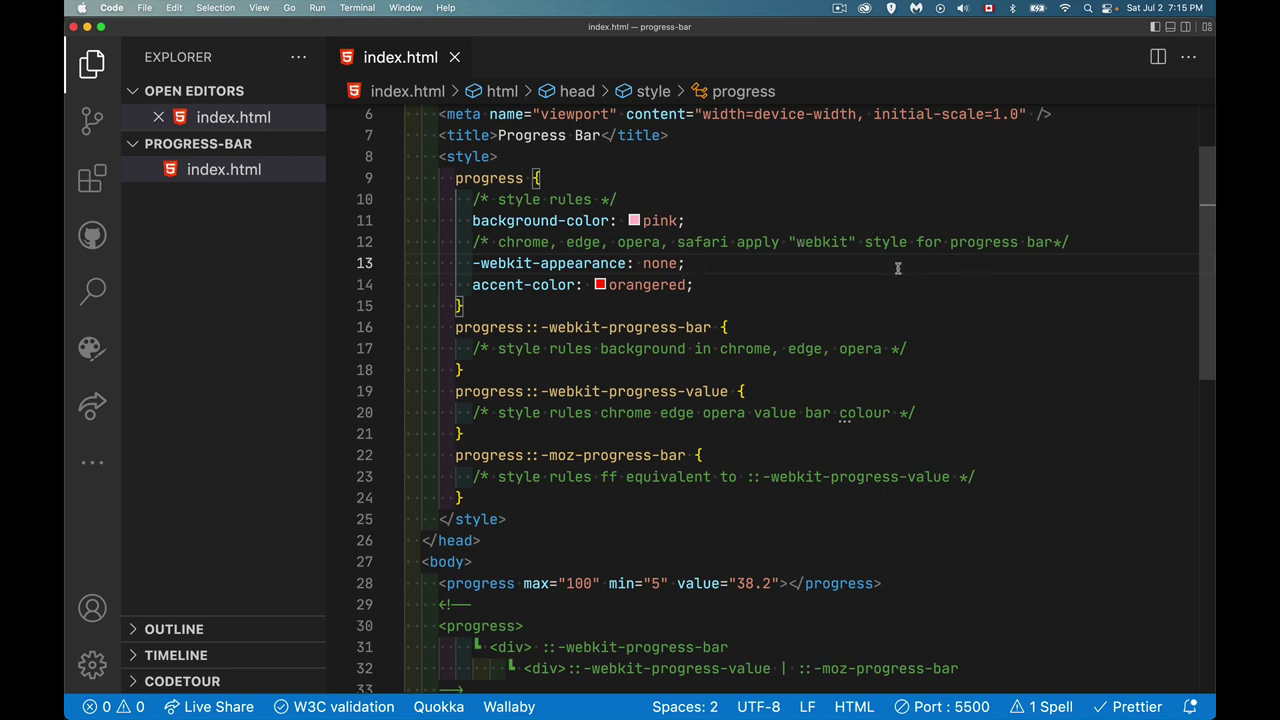 Code File Edit Selection View Go Run Terminal Window Help Sat Jul 2 7:15 PM
index.html — progress-bar
EXPLORER
index.html
index.html > html > head > style > progress
OPEN EDITORS
index.html
PROGRESS-BAR
index.html
6 <meta name="viewport" content="width=device-width, initial-scale=1.0" />
7 <title>Progress Bar</title>
8 <style>
9 progress {
10 /* style rules */
11 background-color: pink;
12 /* chrome, edge, opera, safari apply "webkit" style for progress bar*/
13 -webkit-appearance: none;
14 accent-color: orangered;
15 }
16 progress::-webkit-progress-bar {
17 /* style rules background in chrome, edge, opera */
18 }
19 progress::-webkit-progress-value {
20 /* style rules chrome edge opera value bar colour */
21 }
22 progress::-moz-progress-bar {
23 /* style rules ff equivalent to ::-webkit-progress-value */
24 }
25 </style>
26 </head>
27 <body>
28 <progress max="100" min="5" value="38.2"></progress>
29 <!--
30 <progress>
31 ┗ <div> ::-webkit-progress-bar
32 ┗ <div>::-webkit-progress-value | ::-moz-progress-bar
33 -->
OUTLINE
TIMELINE
CODETOUR
0 0 Live Share W3C validation Quokka Wallaby Spaces: 2 UTF-8 LF HTML Port : 5500 1 Spell Prettier